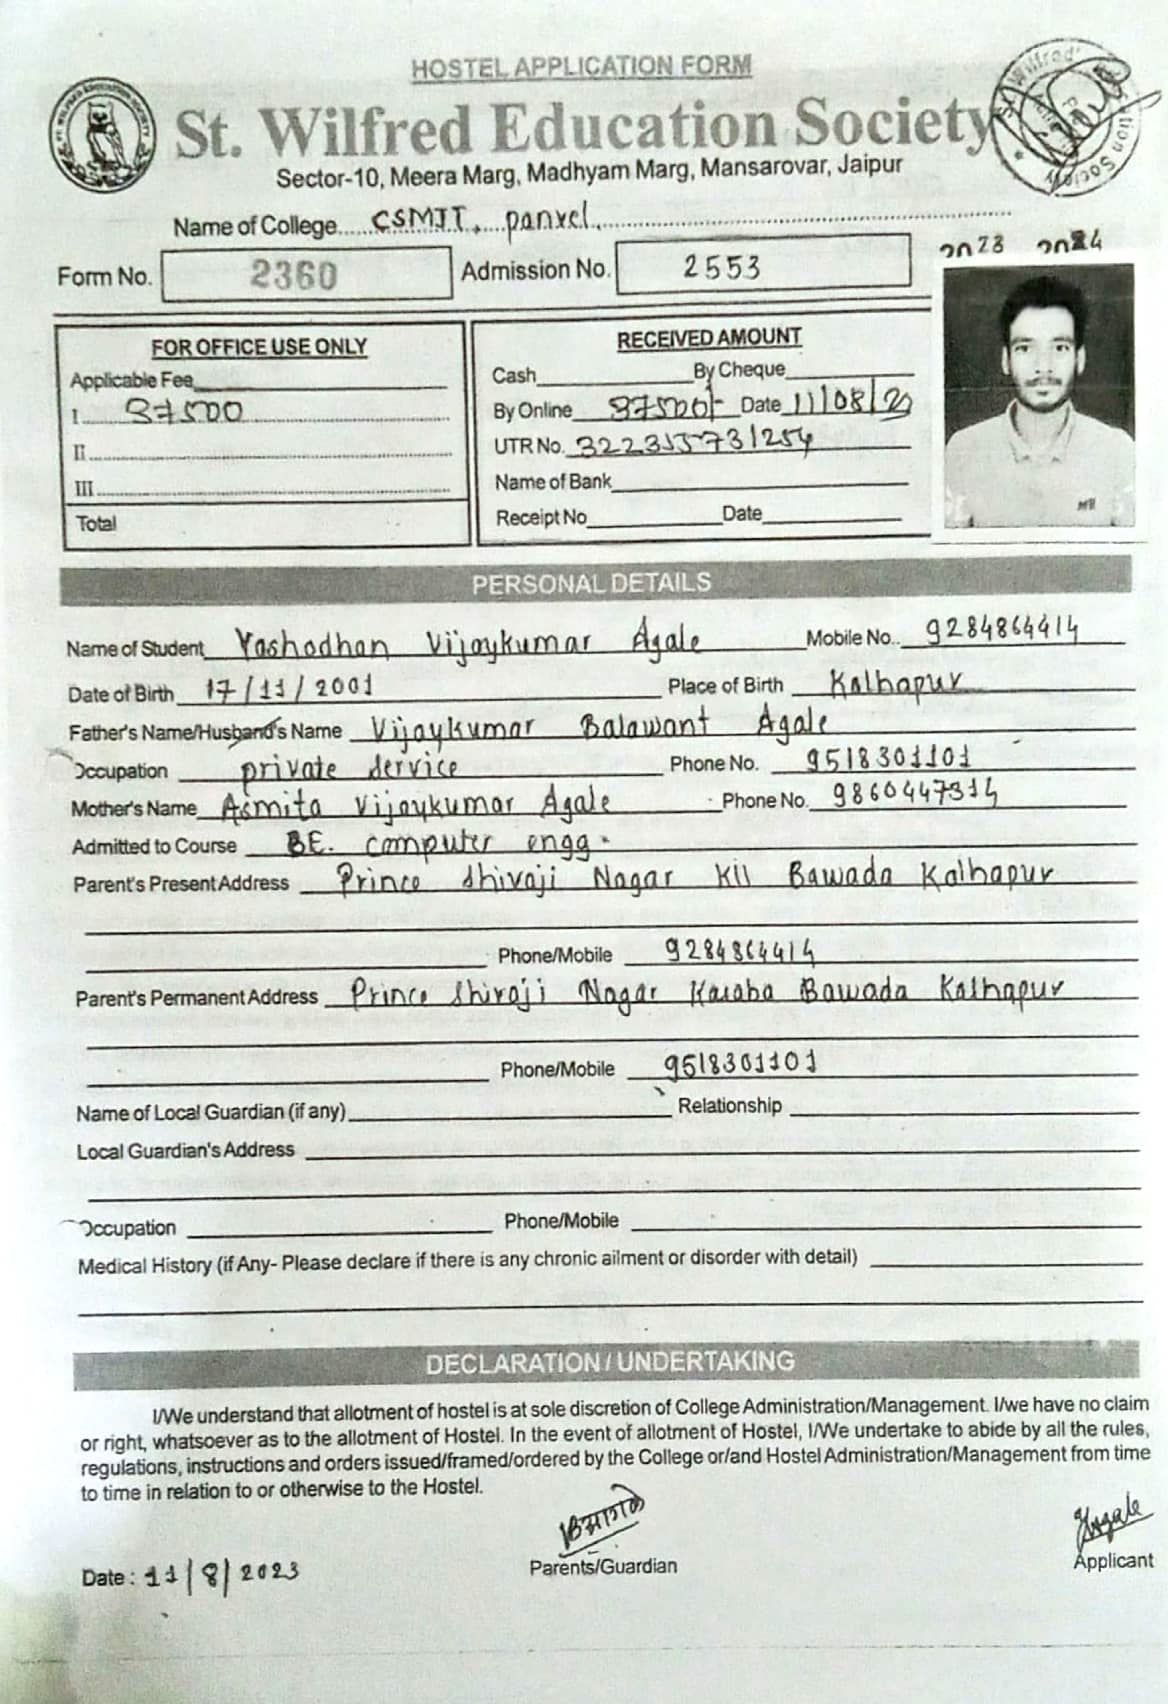 HOSTEL APPLICATION FORM
St. Wilfred Education Society
Sector-10, Meera Marg, Madhyam Marg, Mansarovar, Jaipur
Name of College CSMIT, panvel
2023 2024
Form No. 2360 Admission No. 2553
FOR OFFICE USE ONLY
Applicable Fee
I 37500
II
III
Total
RECEIVED AMOUNT
Cash By Cheque
By Online 37500/- Date 11/08/23
UTR No. 322315731254
Name of Bank
Receipt No Date
PERSONAL DETAILS
Name of Student Yashodhan Vijaykumar Agale Mobile No. 9284864414
Date of Birth 17/11/2001 Place of Birth Kolhapur
Father's Name/Husband's Name Vijaykumar Balawant Agale
Occupation private service Phone No. 9518301101
Mother's Name Asmita Vijaykumar Agale Phone No. 9860447314
Admitted to Course BE. computer engg.
Parent's Present Address Prince Shivaji Nagar K|| Bawada Kolhapur
Phone/Mobile 9284864414
Parent's Permanent Address Prince Shivaji Nagar Kasaba Bawada Kolhapur
Phone/Mobile 9518301101
Name of Local Guardian (if any) Relationship
Local Guardian's Address
Occupation Phone/Mobile
Medical History (if Any- Please declare if there is any chronic ailment or disorder with detail)
DECLARATION / UNDERTAKING
I/We understand that allotment of hostel is at sole discretion of College Administration/Management. I/we have no claim
or right, whatsoever as to the allotment of Hostel. In the event of allotment of Hostel, I/We undertake to abide by all the rules,
regulations, instructions and orders issued/framed/ordered by the College or/and Hostel Administration/Management from time
to time in relation to or otherwise to the Hostel.
Date : 11/8/2023 Parents/Guardian Applicant